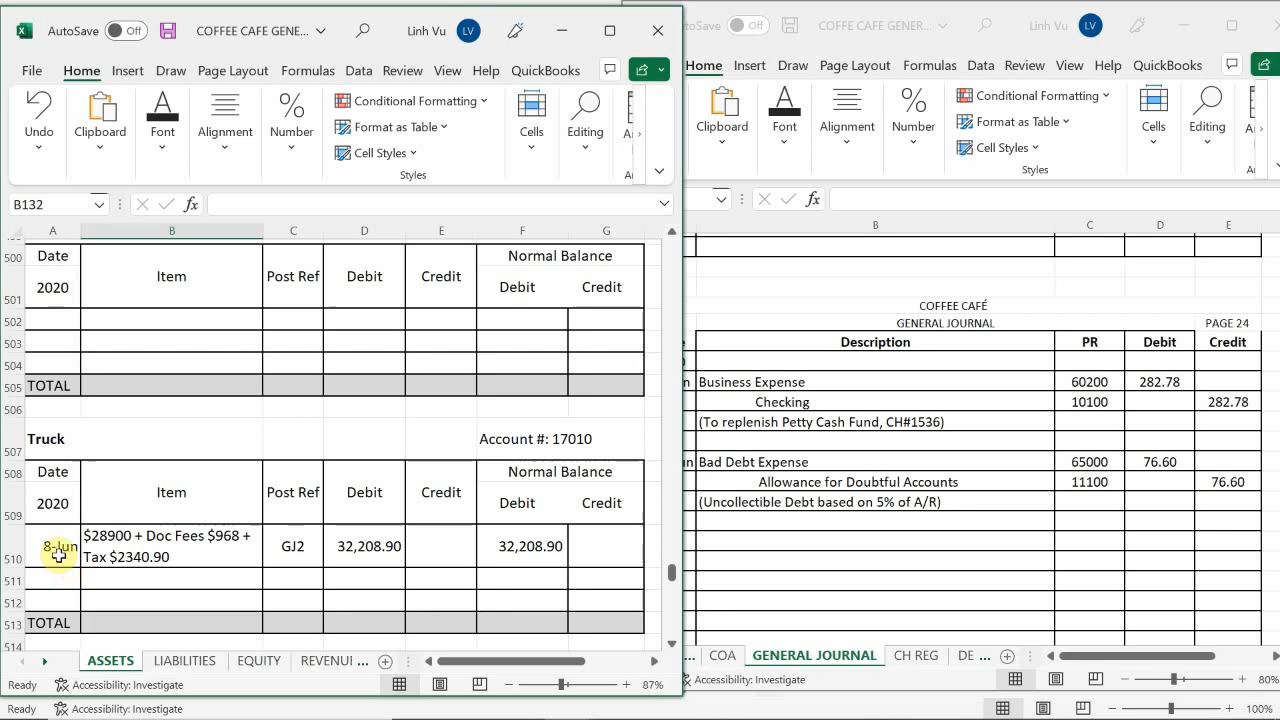 AutoSave Off COFFEE CAFE GENE... Linh Vu LV
File Home Insert Draw Page Layout Formulas Data Review View Help QuickBooks
Undo Clipboard Font Alignment Number Conditional Formatting Format as Table Cell Styles Cells Editing
Styles
B132 fx
A B C D E F G
500 Date Item Post Ref Debit Credit Normal Balance
501 2020 Debit Credit
502
503
504
505 TOTAL
506
507 Truck Account #: 17010
508 Date Item Post Ref Debit Credit Normal Balance
509 2020 Debit Credit
510 8-Jun $28900 + Doc Fees $968 + GJ2 32,208.90 32,208.90
Tax $2340.90
511
512
513 TOTAL
514
ASSETS LIABILITIES EQUITY REVENUI ...
Ready Accessibility: Investigate 87%
Ready Accessibility: Investigate
Save Off COFFE CAFE GENER... Linh Vu LV
Home Insert Draw Page Layout Formulas Data Review View Help QuickBooks
Clipboard Font Alignment Number Conditional Formatting Format as Table Cell Styles Cells Editing
Styles
fx
B C D E
COFFEE CAFÉ
GENERAL JOURNAL PAGE 24
Description PR Debit Credit
Business Expense 60200 282.78
Checking 10100 282.78
(To replenish Petty Cash Fund, CH#1536)
Bad Debt Expense 65000 76.60
Allowance for Doubtful Accounts 11100 76.60
(Uncollectible Debt based on 5% of A/R)
... COA GENERAL JOURNAL CH REG DE ...
Accessibility: Investigate 80%
100%